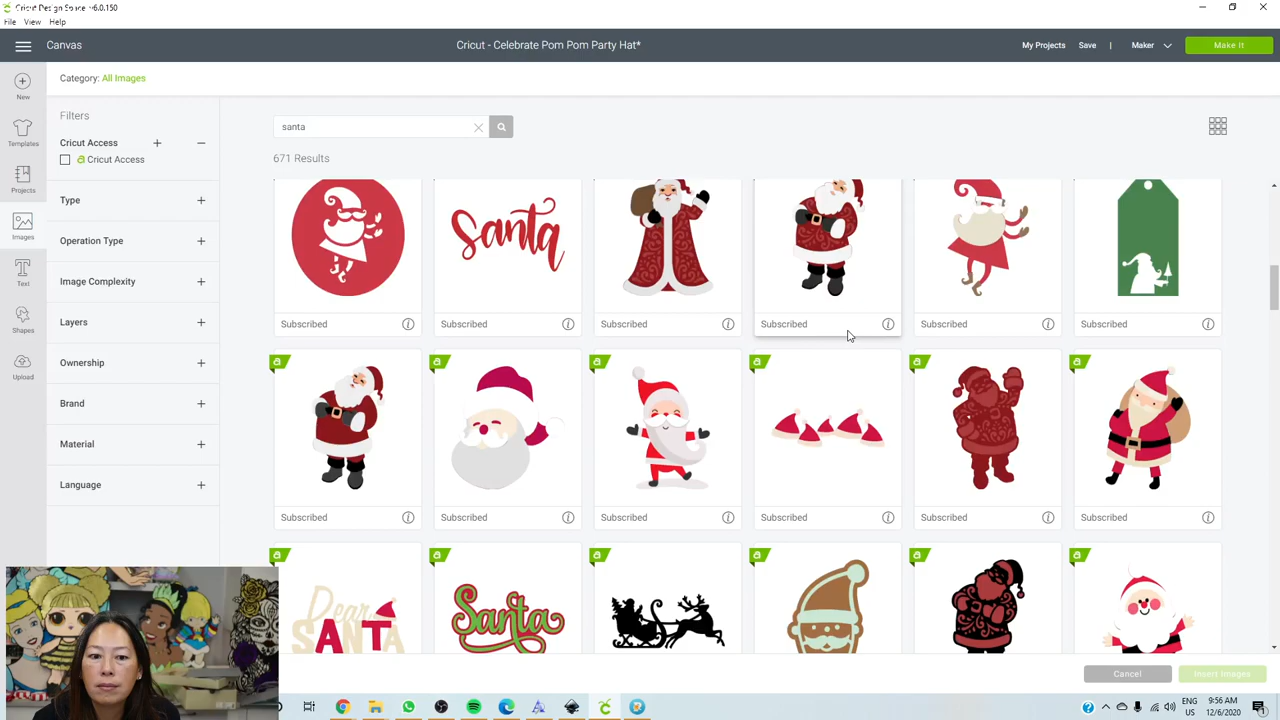 Cricut Design Space v6.0.150
File View Help
Canvas
Cricut - Celebrate Pom Pom Party Hat*
My Projects Save | Maker Make It
New
Templates
Projects
Images
Text
Shapes
Upload
Category: All Images
Filters
Cricut Access
a Cricut Access
Type
Operation Type
Image Complexity
Layers
Ownership
Brand
Material
Language
santa
671 Results
Santa
Subscribed Subscribed Subscribed Subscribed Subscribed Subscribed
a a a a a a
Subscribed Subscribed Subscribed Subscribed Subscribed Subscribed
a a a a a a
Dear SANTA
Santa
Cancel Insert Images
ENG
US
9:56 AM
12/6/2020